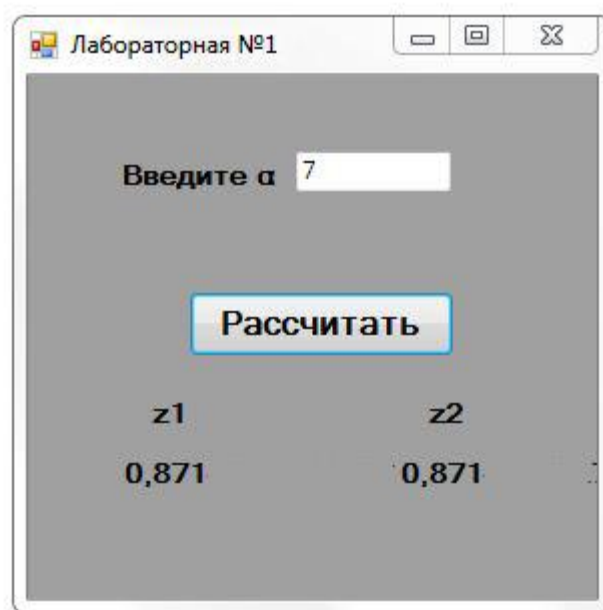 Лабораторная №1
Введите α 7
Рассчитать
z1 z2
0,871 0,871